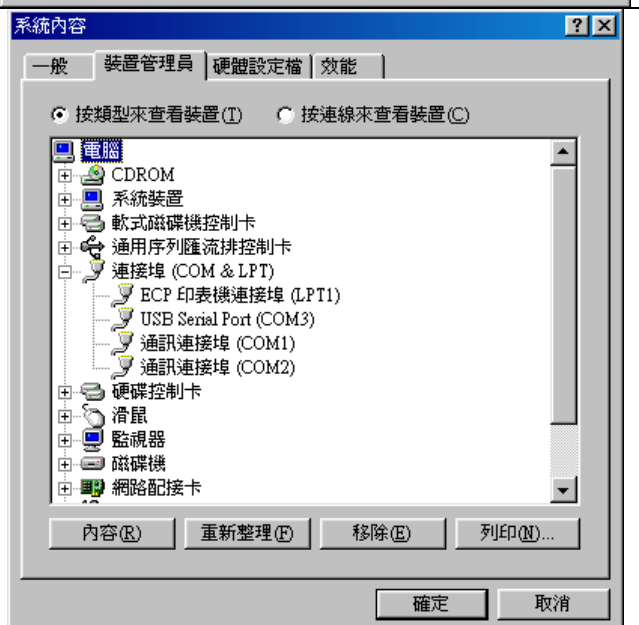 系統內容
一般 裝置管理員 硬體設定檔 效能
按類型來查看裝置(T) 按連線來查看裝置(C)
電腦
CDROM
系統裝置
軟式磁碟機控制卡
通用序列匯流排控制卡
連接埠 (COM & LPT)
ECP 印表機連接埠 (LPT1)
USB Serial Port (COM3)
通訊連接埠 (COM1)
通訊連接埠 (COM2)
硬碟控制卡
滑鼠
監視器
磁碟機
網路配接卡
內容(R) 重新整理(F) 移除(E) 列印(N)...
確定 取消